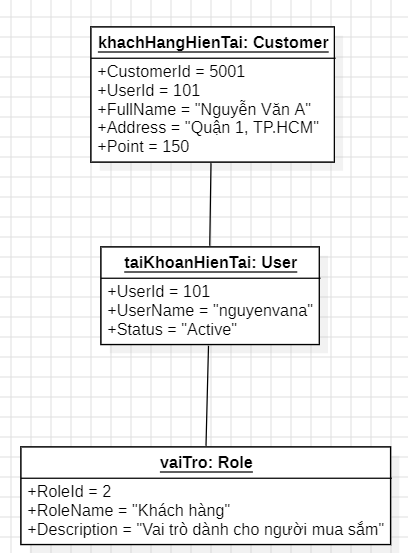 khachHangHienTai: Customer
+CustomerId = 5001
+UserId = 101
+FullName = "Nguyễn Văn A"
+Address = "Quận 1, TP.HCM"
+Point = 150
taiKhoanHienTai: User
+UserId = 101
+UserName = "nguyenvana"
+Status = "Active"
vaiTro: Role
+RoleId = 2
+RoleName = "Khách hàng"
+Description = "Vai trò dành cho người mua sắm"